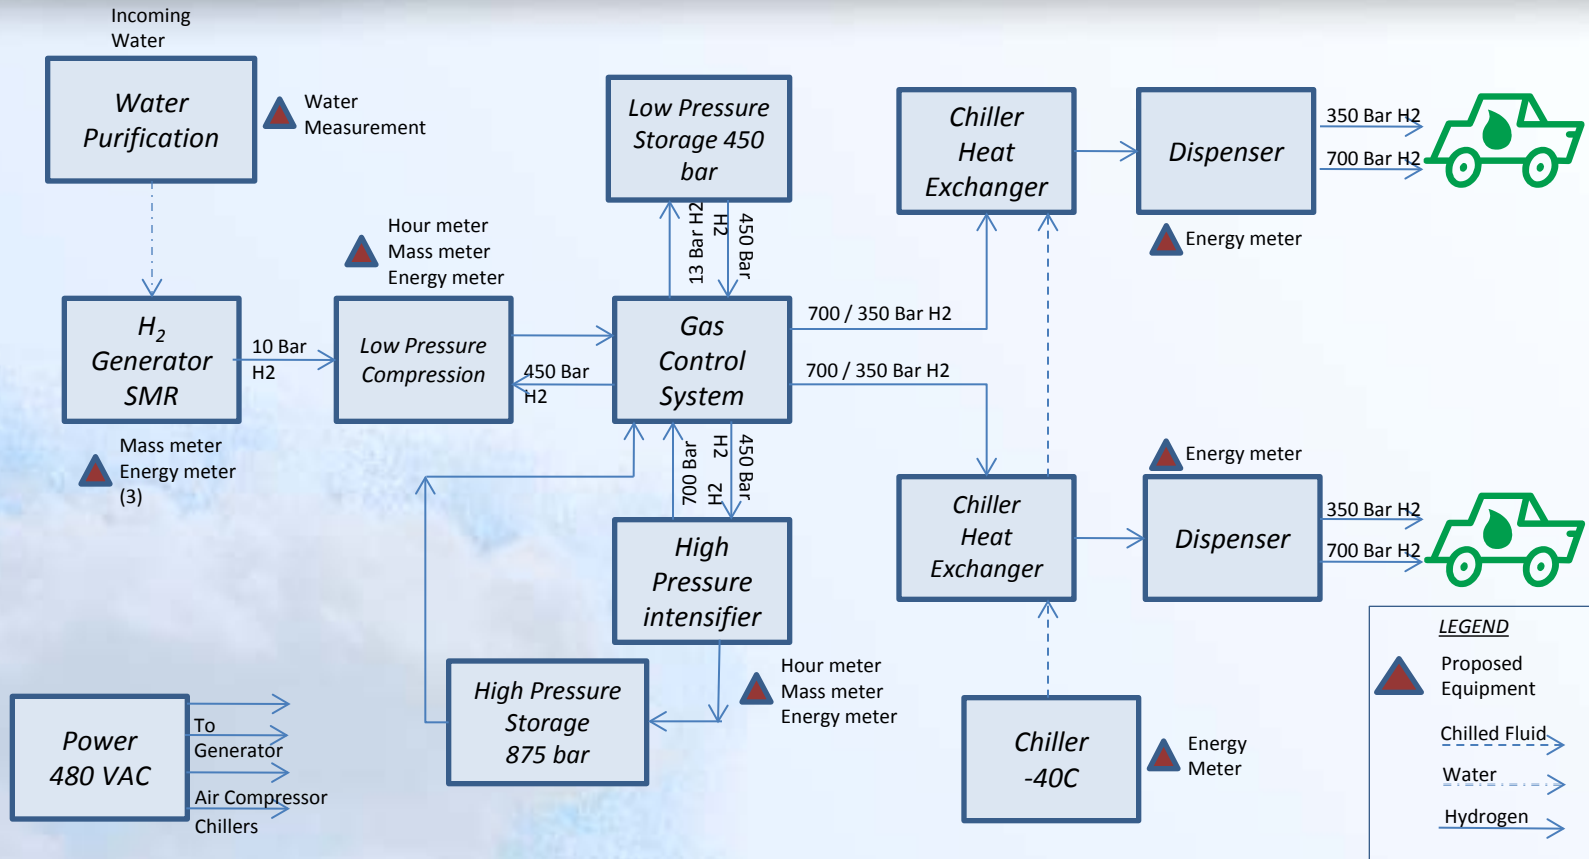 Incoming
Water
Water
Purification
Water
Measurement
Low Pressure
Storage 450
bar
Chiller
Heat
Exchanger
Dispenser
350 Bar H2
700 Bar H2
Energy meter
Hour meter
Mass meter
Energy meter
13 Bar H2
450 Bar
H2
H2
Generator
SMR
10 Bar
H2
Low Pressure
Compression
450 Bar
H2
Gas
Control
System
700 / 350 Bar H2
700 / 350 Bar H2
Mass meter
Energy meter
(3)
700 Bar
H2
450 Bar
H2
Energy meter
Chiller
Heat
Exchanger
Dispenser
350 Bar H2
700 Bar H2
High
Pressure
intensifier
Hour meter
Mass meter
Energy meter
High Pressure
Storage
875 bar
Power
480 VAC
To
Generator
Air Compressor
Chillers
Chiller
-40C
Energy
Meter
LEGEND
Proposed
Equipment
Chilled Fluid
Water
Hydrogen